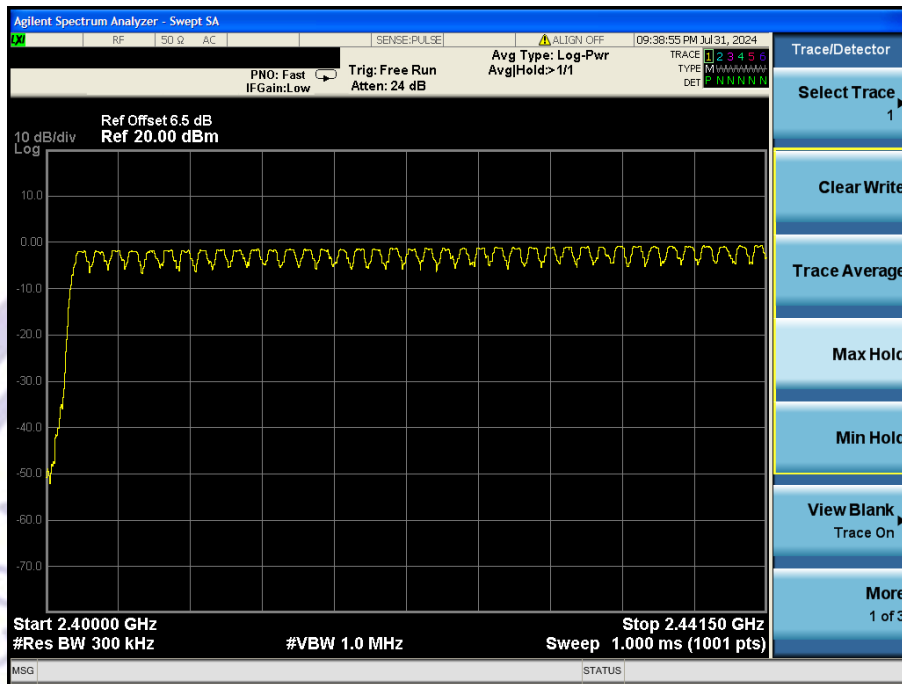 Agilent Spectrum Analyzer - Swept SA
LXI RF 50 Ω AC SENSE:PULSE ALIGN OFF 09:38:55 PM Jul 31, 2024
PNO: Fast
IFGain:Low
Trig: Free Run
Atten: 24 dB
Avg Type: Log-Pwr
Avg|Hold:> 1/1
TRACE 1 2 3 4 5 6
TYPE M W W W W W
DET P N N N N N
Ref Offset 6.5 dB
10 dB/div Ref 20.00 dBm
Log
10.0
0.00
-10.0
-20.0
-30.0
-40.0
-50.0
-60.0
-70.0
Start 2.40000 GHz Stop 2.44150 GHz
#Res BW 300 kHz #VBW 1.0 MHz Sweep 1.000 ms (1001 pts)
MSG STATUS
Trace/Detector
Select Trace
1
Clear Write
Trace Average
Max Hold
Min Hold
View Blank
Trace On
More
1 of 3